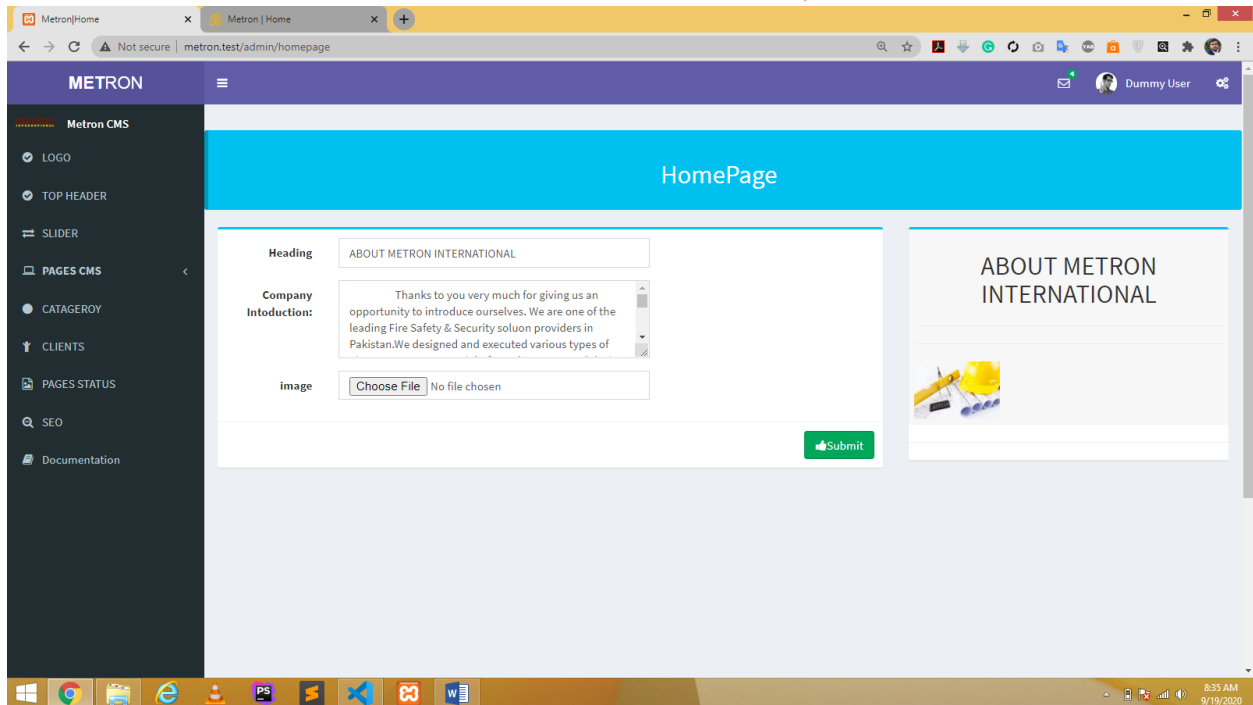 Metron|Home
Metron | Home
Not secure | metron.test/admin/homepage
METRON
4
Dummy User
Metron CMS
LOGO
TOP HEADER
SLIDER
PAGES CMS
CATAGEROY
CLIENTS
PAGES STATUS
SEO
Documentation
HomePage
Heading
ABOUT METRON INTERNATIONAL
Company
Intoduction:
Thanks to you very much for giving us an
opportunity to introduce ourselves. We are one of the
leading Fire Safety & Security soluon providers in
Pakistan.We designed and executed various types of
image
Choose File No file chosen
Submit
ABOUT METRON
INTERNATIONAL
8:35 AM
9/19/2020